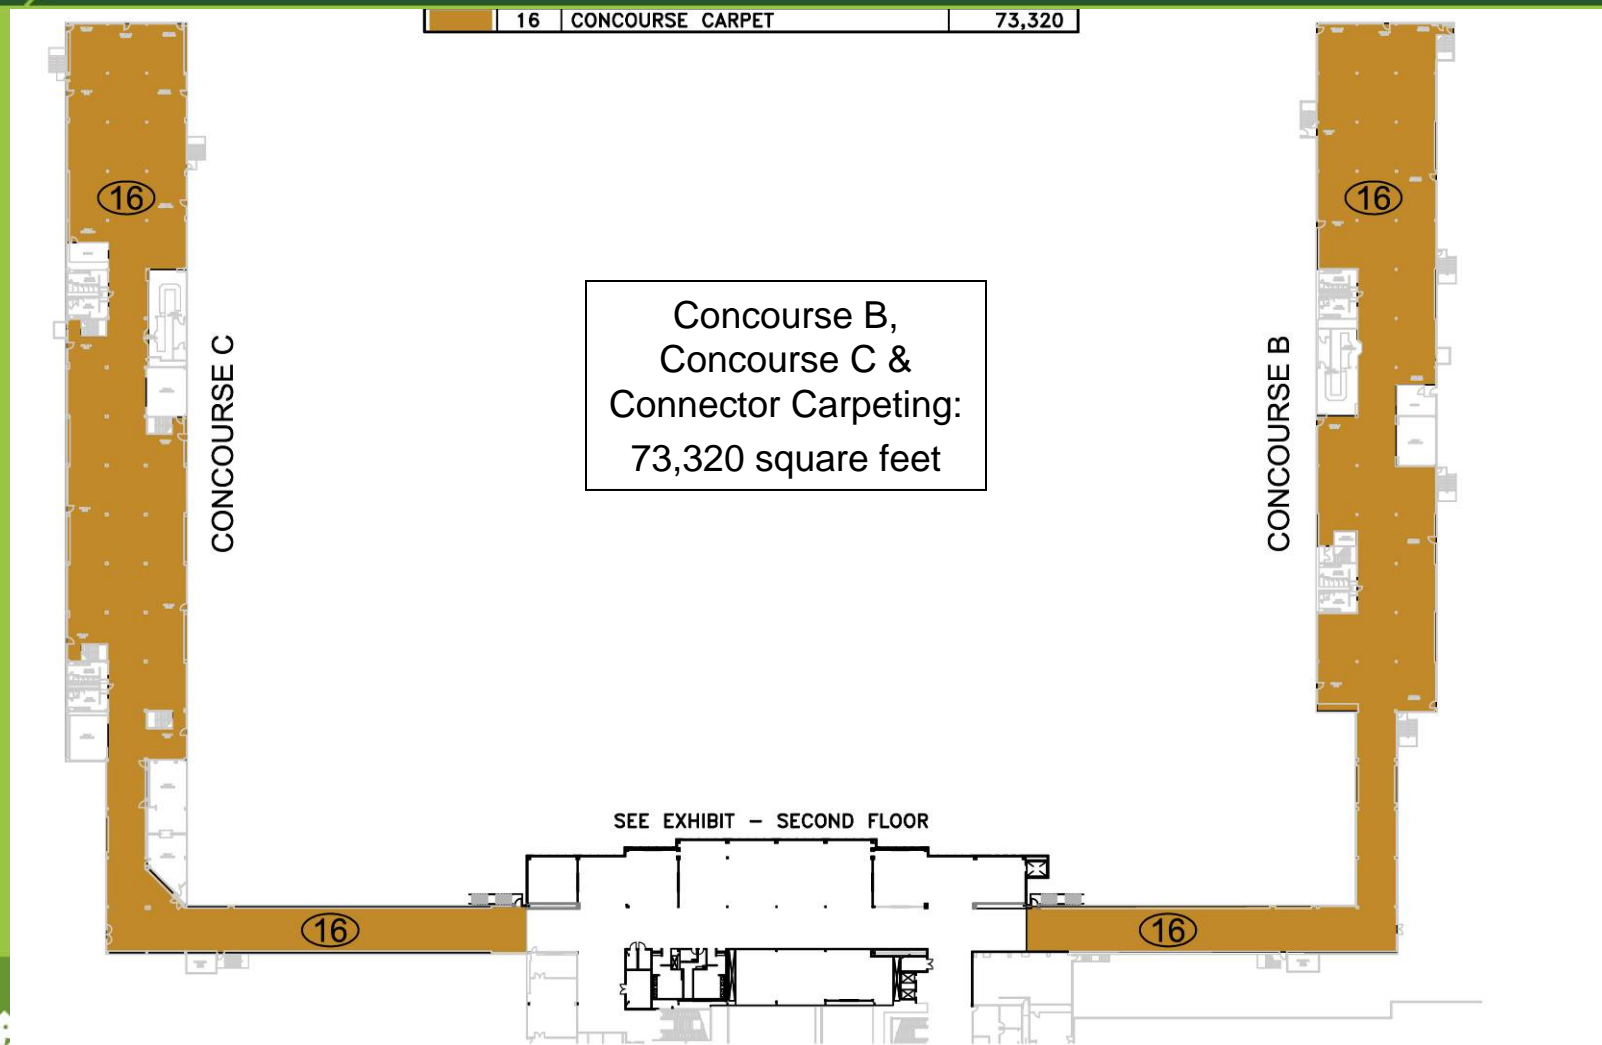 16 CONCOURSE CARPET 73,320
16
16
CONCOURSE C
Concourse B,
Concourse C &
Connector Carpeting:
73,320 square feet
CONCOURSE B
SEE EXHIBIT – SECOND FLOOR
16
16